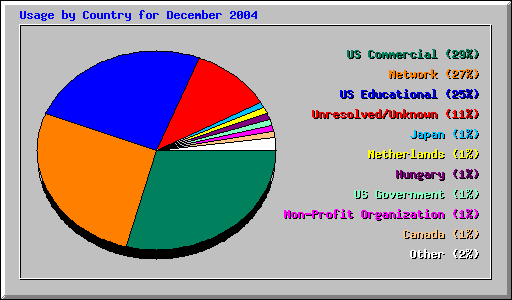 Usage by Country for December 2004
US Commercial (29%)
Network (27%)
US Educational (25%)
Unresolved/Unknown (11%)
Japan (1%)
Netherlands (1%)
Hungary (1%)
US Government (1%)
Non-Profit Organization (1%)
Canada (1%)
Other (2%)